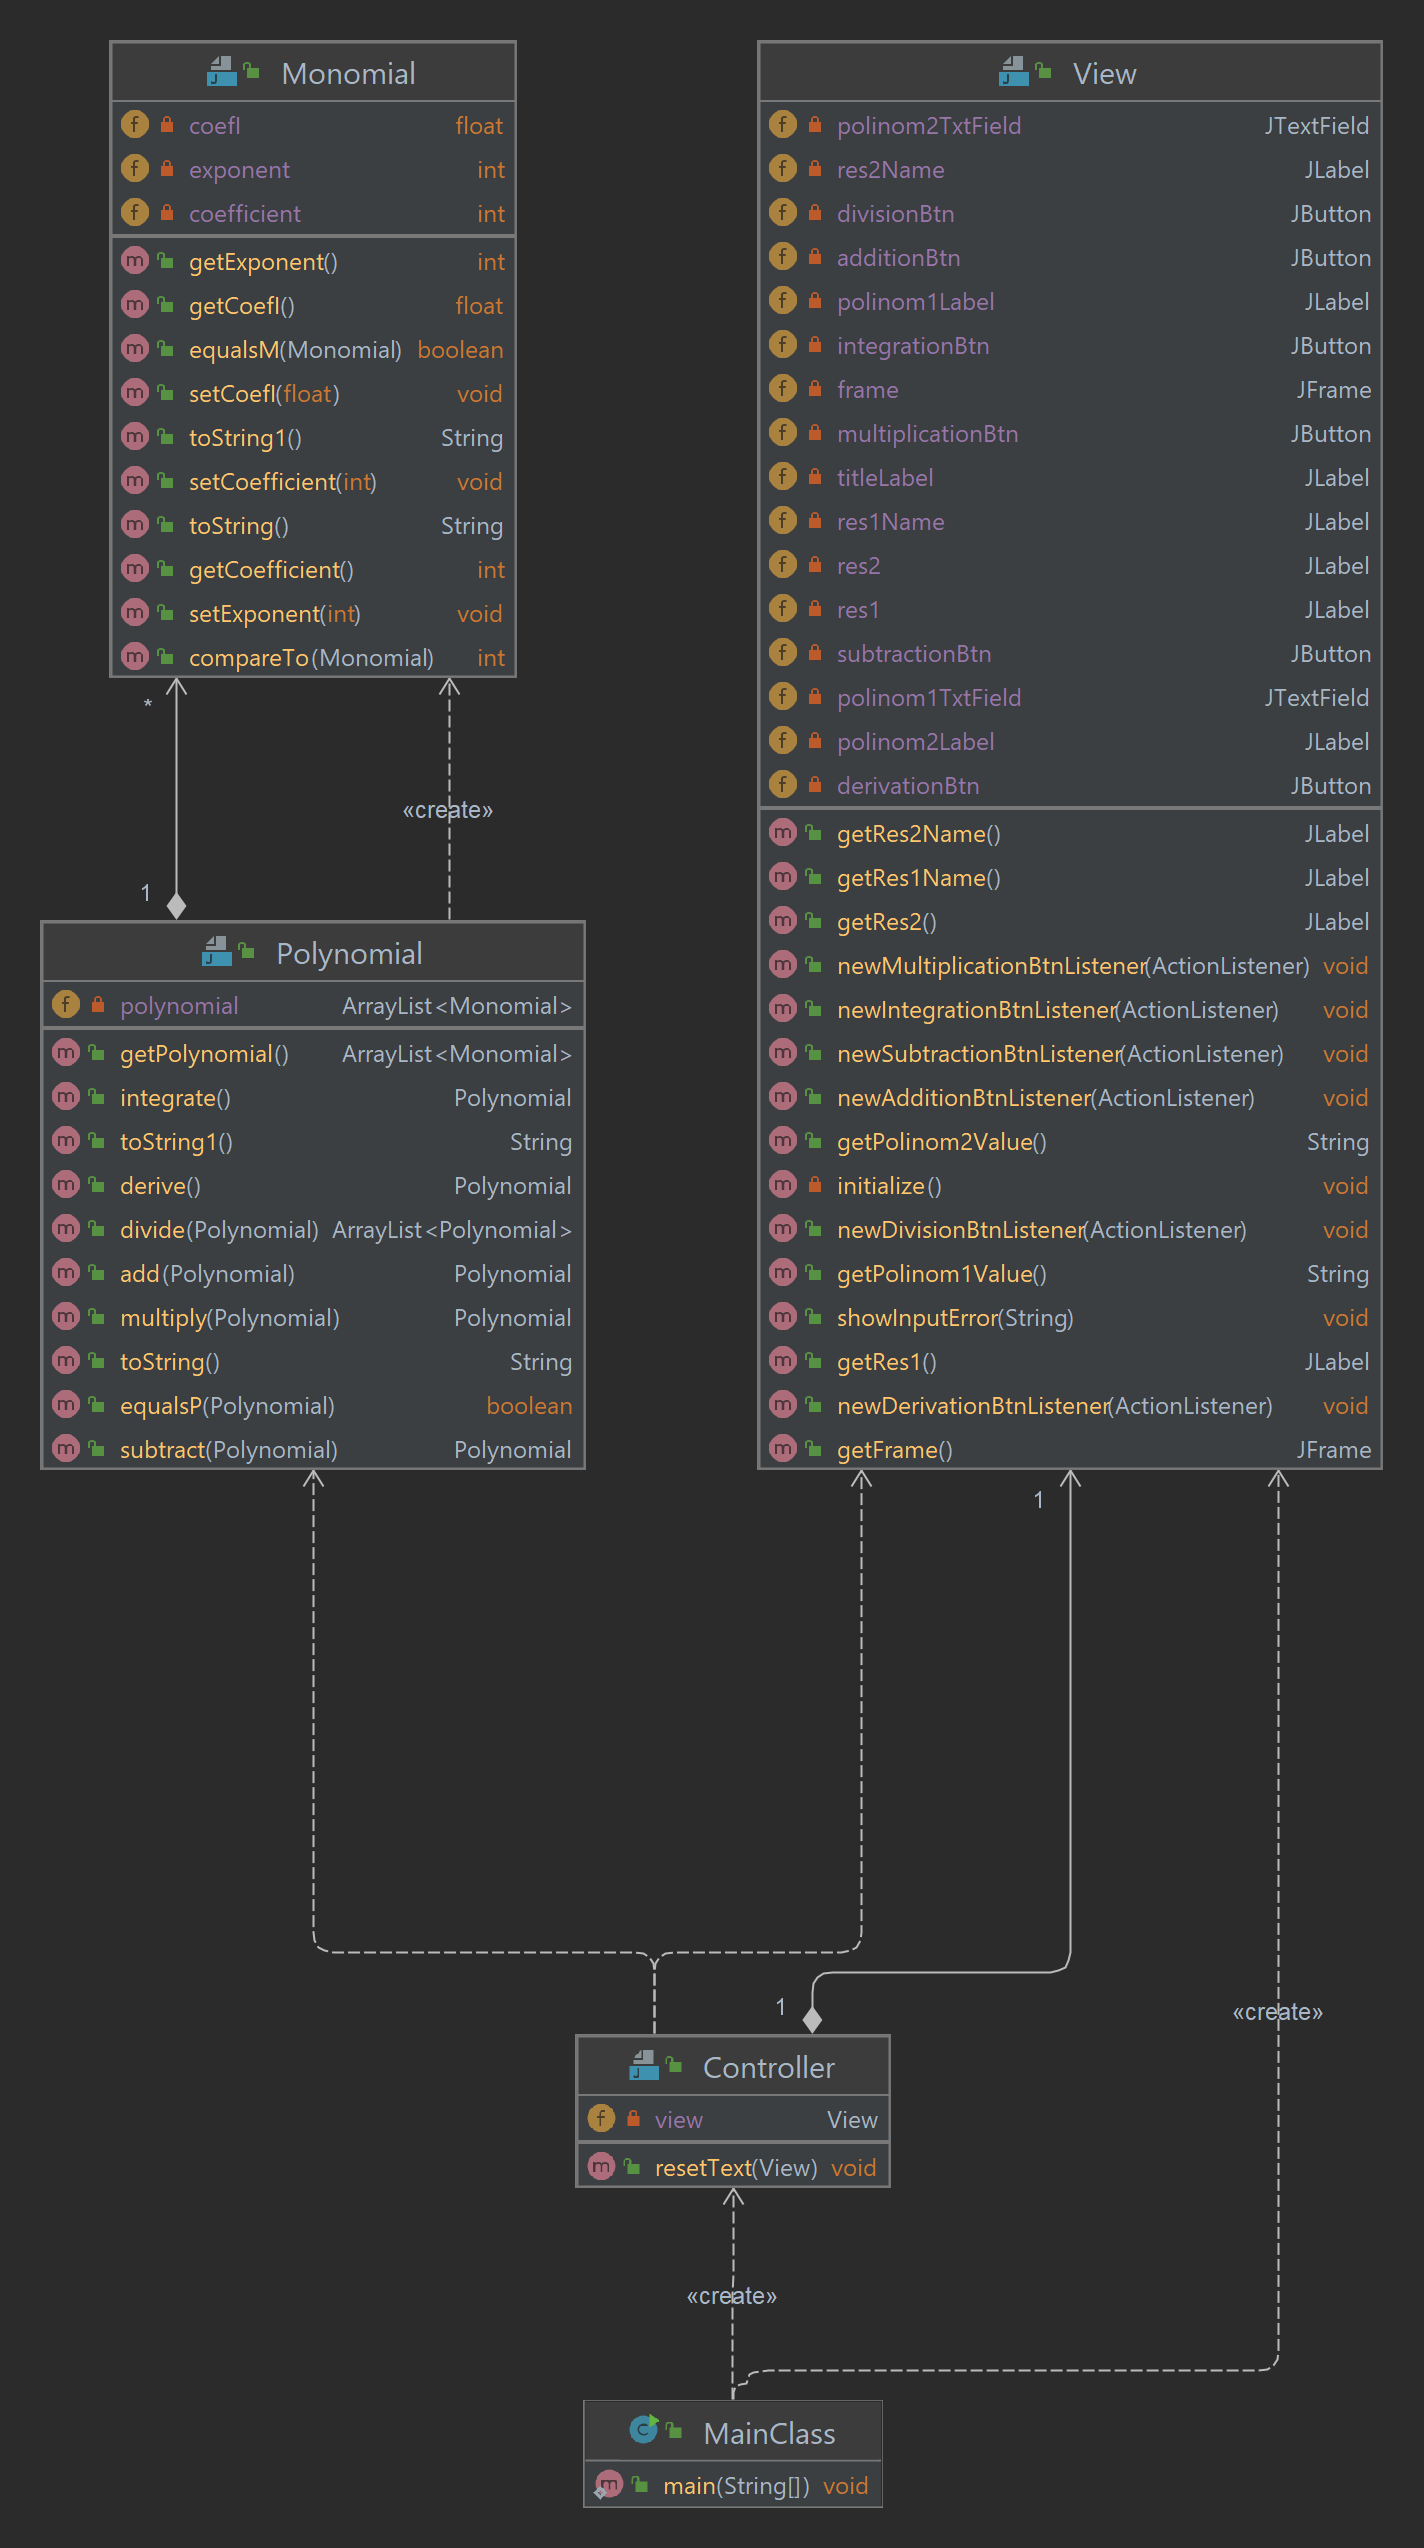 Monomial
coefI float
exponent int
coefficient int
getExponent() int
getCoefI() float
equalsM(Monomial) boolean
setCoefI(float) void
toString1() String
setCoefficient(int) void
toString() String
getCoefficient() int
setExponent(int) void
compareTo(Monomial) int
*
«create»
1
Polynomial
polynomial ArrayList<Monomial>
getPolynomial() ArrayList<Monomial>
integrate() Polynomial
toString1() String
derive() Polynomial
divide(Polynomial) ArrayList<Polynomial>
add(Polynomial) Polynomial
multiply(Polynomial) Polynomial
toString() String
equalsP(Polynomial) boolean
subtract(Polynomial) Polynomial
View
polinom2TxtField JTextField
res2Name JLabel
divisionBtn JButton
additionBtn JButton
polinom1Label JLabel
integrationBtn JButton
frame JFrame
multiplicationBtn JButton
titleLabel JLabel
res1Name JLabel
res2 JLabel
res1 JLabel
subtractionBtn JButton
polinom1TxtField JTextField
polinom2Label JLabel
derivationBtn JButton
getRes2Name() JLabel
getRes1Name() JLabel
getRes2() JLabel
newMultiplicationBtnListener(ActionListener) void
newIntegrationBtnListener(ActionListener) void
newSubtractionBtnListener(ActionListener) void
newAdditionBtnListener(ActionListener) void
getPolinom2Value() String
initialize() void
newDivisionBtnListener(ActionListener) void
getPolinom1Value() String
showInputError(String) void
getRes1() JLabel
newDerivationBtnListener(ActionListener) void
getFrame() JFrame
1
1
«create»
Controller
view View
resetText(View) void
«create»
MainClass
main(String[]) void